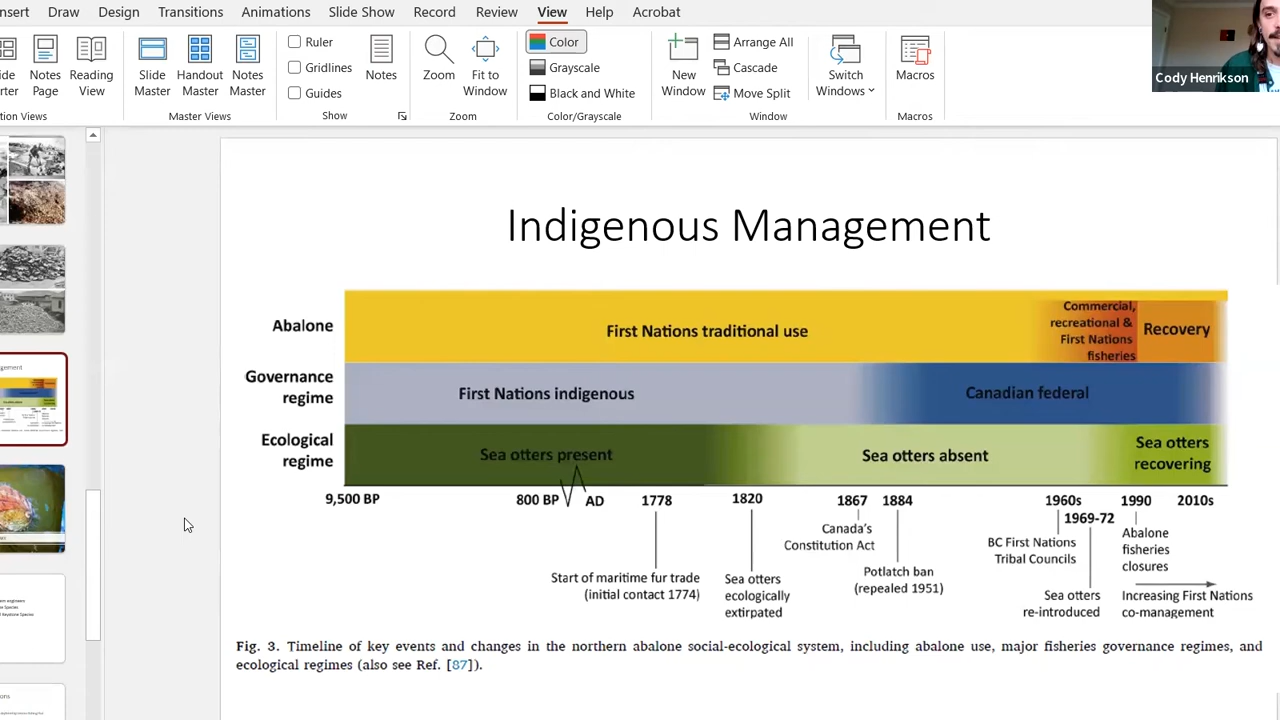 nsert Draw Design Transitions Animations Slide Show Record Review View Help Acrobat
Notes Page
Reading View
Slide Master
Handout Master
Notes Master
Ruler
Gridlines
Guides
Notes
Zoom
Fit to Window
Color
Grayscale
Black and White
New Window
Arrange All
Cascade
Move Split
Switch Windows
Macros
Cody Henrikson
tion Views
Master Views
Show
Zoom
Color/Grayscale
Window
Macros
Indigenous Management
Abalone
First Nations traditional use
Commercial,
recreational &
First Nations
fisheries
Recovery
Governance
regime
First Nations indigenous
Canadian federal
Ecological
regime
Sea otters present
Sea otters absent
Sea otters
recovering
9,500 BP 800 BP AD 1778 1820 1867 1884 1960s 1990 2010s
1969-72
Start of maritime fur trade
(initial contact 1774)
Sea otters
ecologically
extirpated
Canada's
Constitution Act
Potlatch ban
(repealed 1951)
BC First Nations
Tribal Councils
Sea otters
re-introduced
Abalone
fisheries
closures
Increasing First Nations
co-management
Fig. 3. Timeline of key events and changes in the northern abalone social-ecological system, including abalone use, major fisheries governance regimes, and
ecological regimes (also see Ref. [87]).